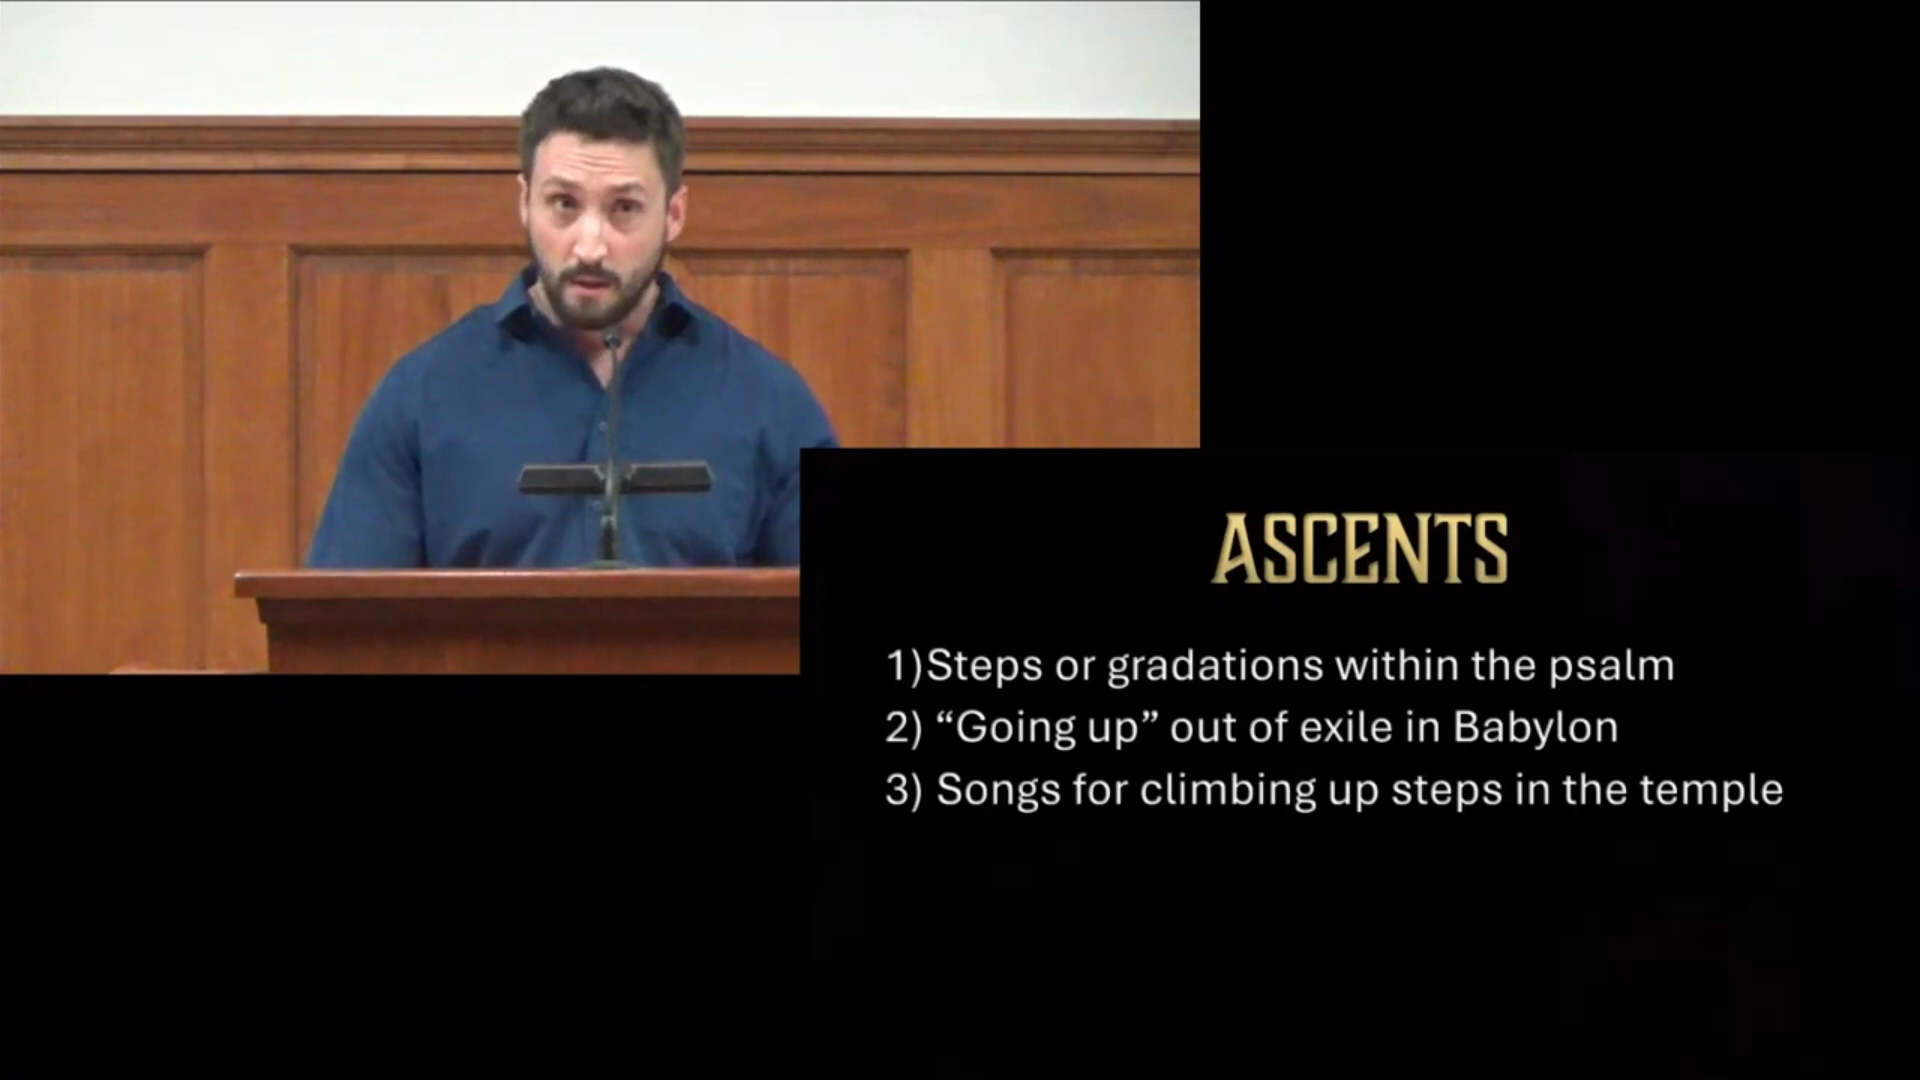 ASCENTS
1)Steps or gradations within the psalm
2) “Going up” out of exile in Babylon
3) Songs for climbing up steps in the temple